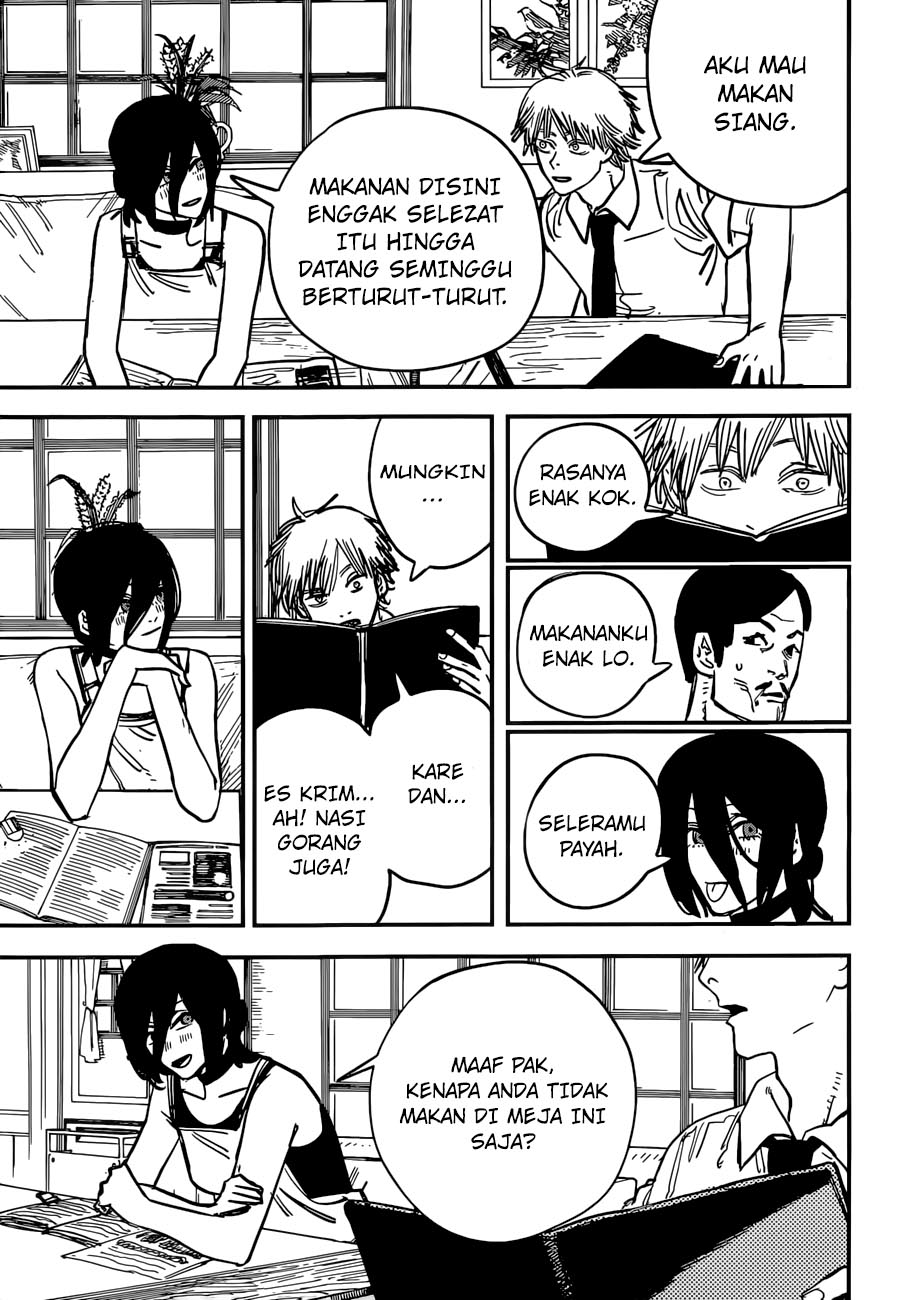 AKU MAU
MAKAN
SIANG.
MAKANAN DISINI
ENGGAK SELEZAT
ITU HINGGA
DATANG SEMINGGU
BERTURUT-TURUT.
RASANYA
ENAK KOK.
MAKANANKU
ENAK LO.
SELERAMU
PAYAH.
MUNGKIN
...
KARE
DAN...
ES KRIM...
AH! NASI
GORANG
JUGA!
MAAF PAK,
KENAPA ANDA TIDAK
MAKAN DI MEJA INI
SAJA?